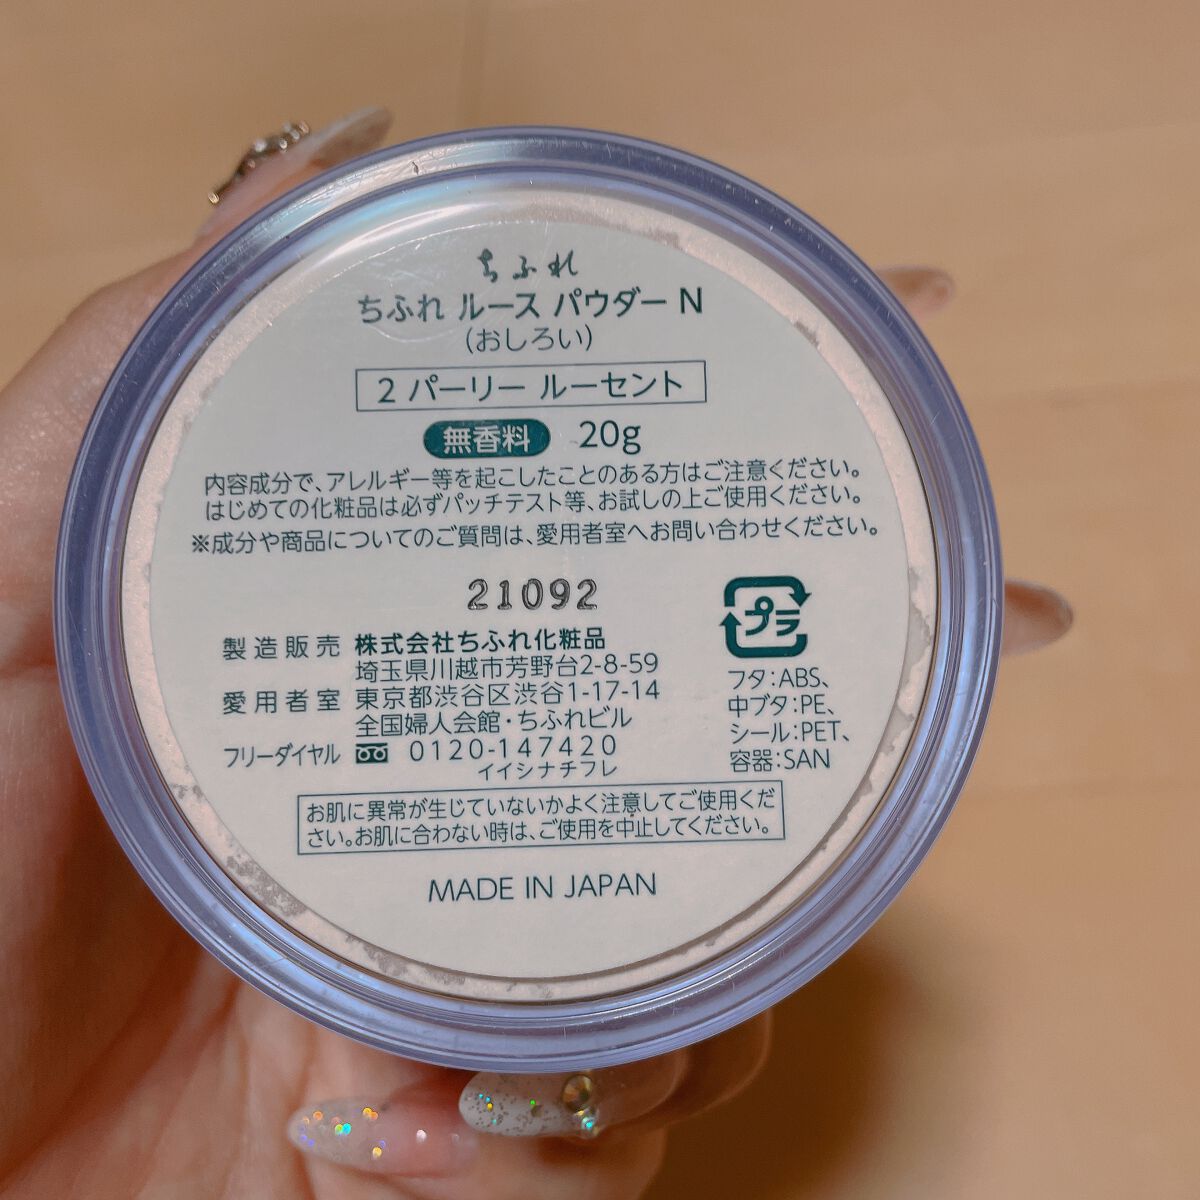 ちふれ
ちふれ ルース パウダー N
(おしろい)
2 パーリー ルーセント
無香料 20g
内容成分で、アレルギー等を起こしたことのある方はご注意ください。
はじめての化粧品は必ずパッチテスト等、お試しの上ご使用ください。
※成分や商品についてのご質問は、愛用者室へお問い合わせください。
21092
製造販売 株式会社ちふれ化粧品
埼玉県川越市芳野台2-8-59
愛用者室 東京都渋谷区渋谷1-17-14
全国婦人会館・ちふれビル
フリーダイヤル 0120-147420
イイシナチフレ
プラ
フタ:ABS、
中ブタ:PE、
シール:PET、
容器:SAN
お肌に異常が生じていないかよく注意してご使用くだ
さい。お肌に合わない時は、ご使用を中止してください。
MADE IN JAPAN